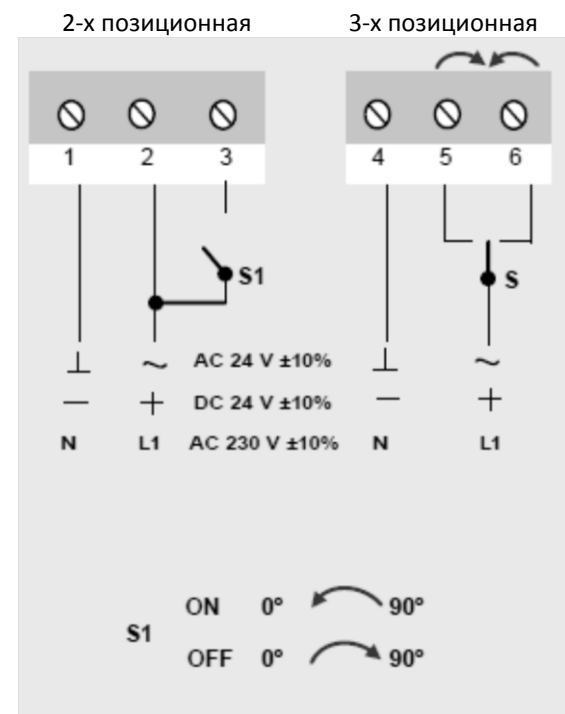 2-х позиционная 3-х позиционная
1 2 3 4 5 6
S1 S
⊥ ~ AC 24 V ±10% ⊥ ~
— + DC 24 V ±10% — +
N L1 AC 230 V ±10% N L1
ON 0° 90°
S1
OFF 0° 90°